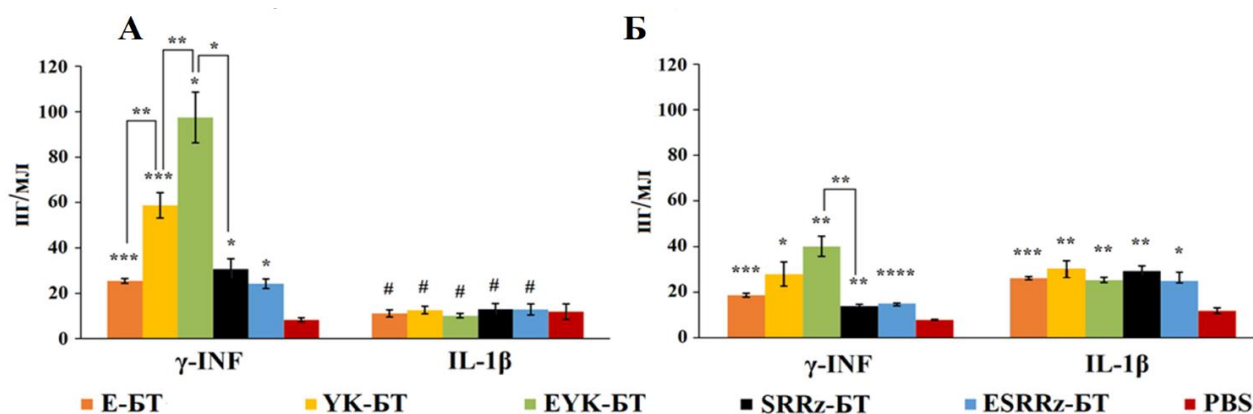 А Б
** * 
120 120
100 * 100
** 
80 80
*** 
60 60
** 
40 ** 40
*** * * # # # # # *** * ** *** ** ** ** *
20 20 ** ****
0 0
пг/мл пг/мл
γ-INF IL-1β γ-INF IL-1β
Е-БТ YK-БТ EYK-БТ SRRz-БТ ESRRz-БТ PBS